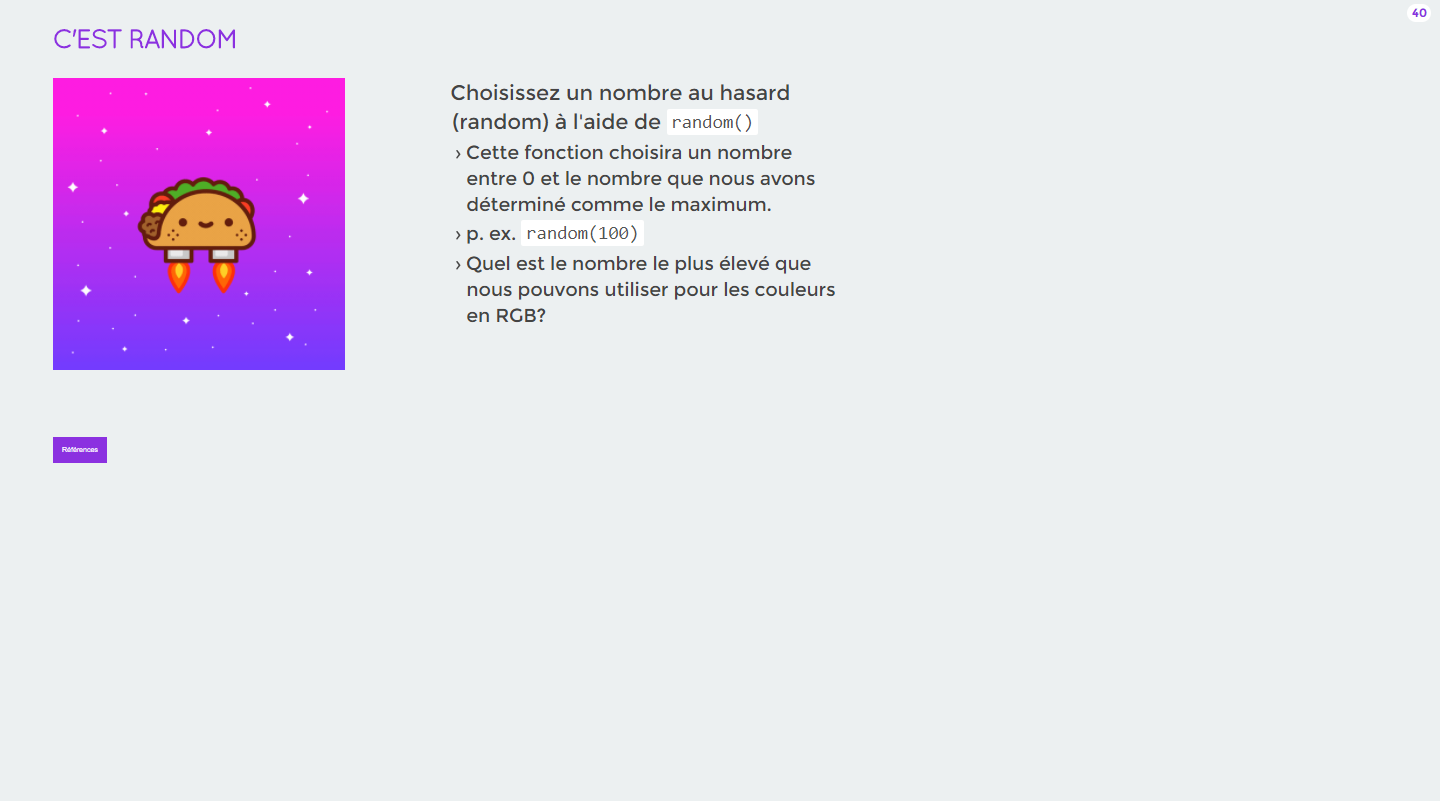 40
C'EST RANDOM
Choisissez un nombre au hasard
(random) à l'aide de random()
› Cette fonction choisira un nombre
entre 0 et le nombre que nous avons
déterminé comme le maximum.
› p. ex. random(100)
› Quel est le nombre le plus élevé que
nous pouvons utiliser pour les couleurs
en RGB?
Références